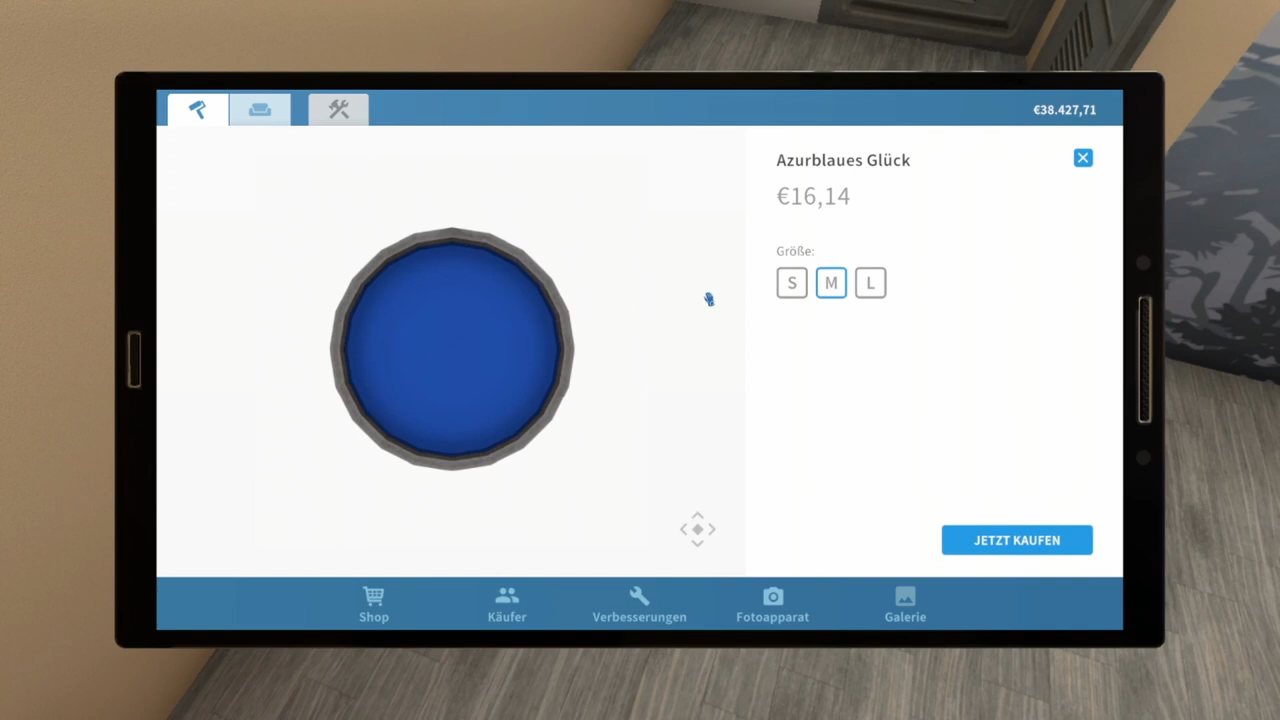 €38.427,71
Azurblaues Glück
€16,14
Größe:
S M L
JETZT KAUFEN
Shop Käufer Verbesserungen Fotoapparat Galerie